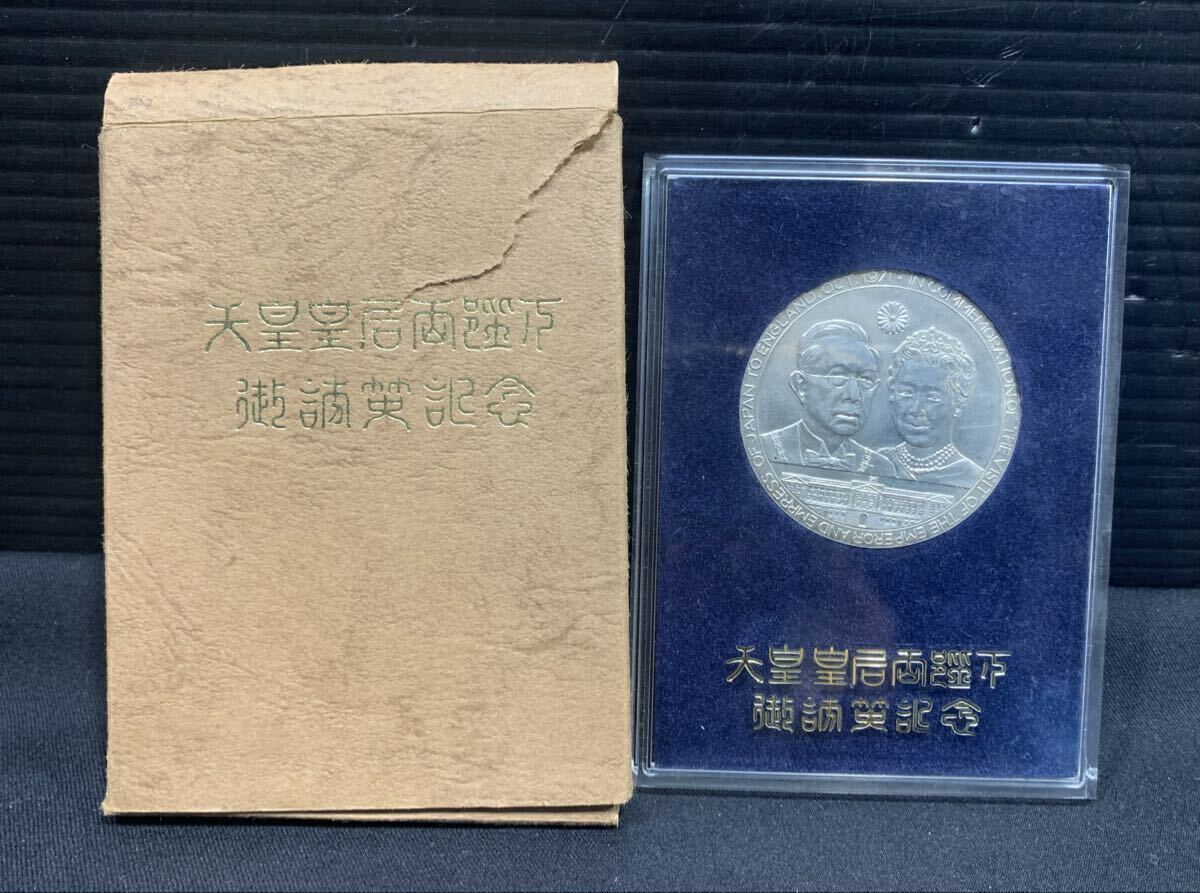 天皇皇后両陛下
御訪英記念
IN COMMEMORATION OF THE VISIT OF THE EMPEROR AND EMPRESS OF JAPAN TO ENGLAND, OCT. 1971 •
天皇皇后両陛下
御訪英記念